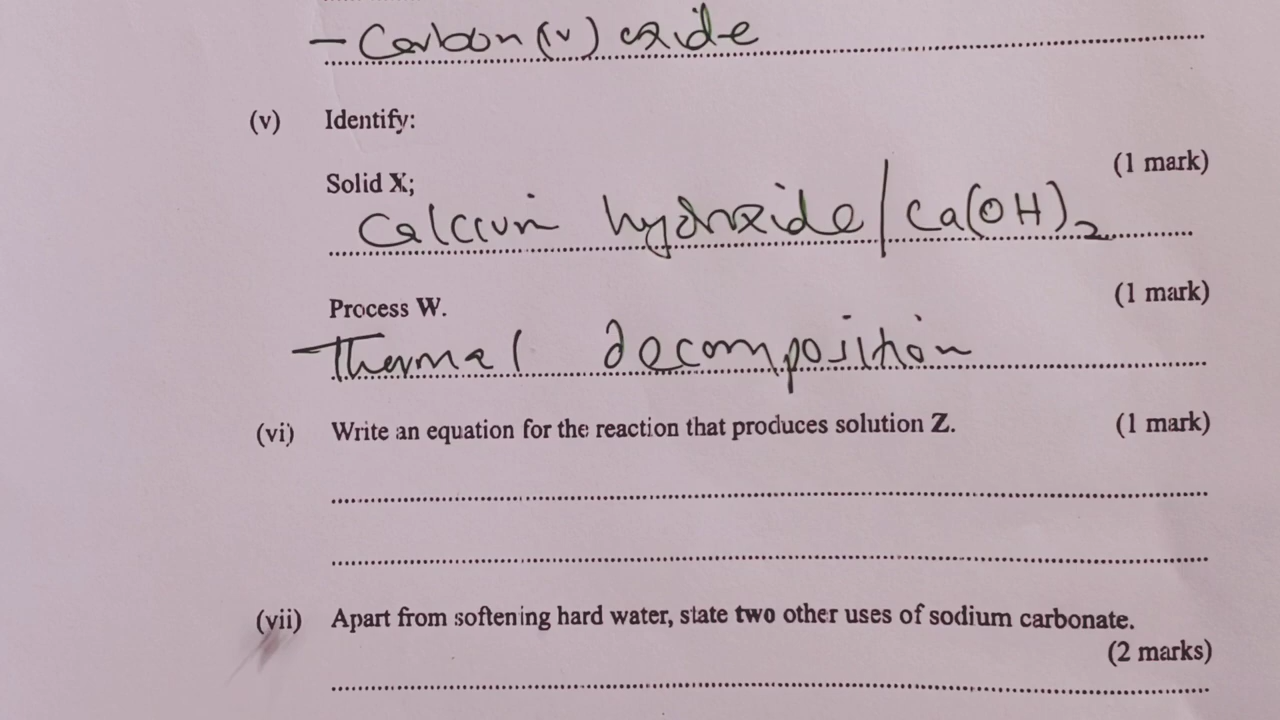 - Carbon (v) oxide
(v) Identify:
(1 mark)
Solid X;
Calcium hydroxide / Ca(OH)₂
(1 mark)
Process W.
Thermal decomposition
(vi) Write an equation for the reaction that produces solution Z. (1 mark)
(vii) Apart from softening hard water, state two other uses of sodium carbonate.
(2 marks)